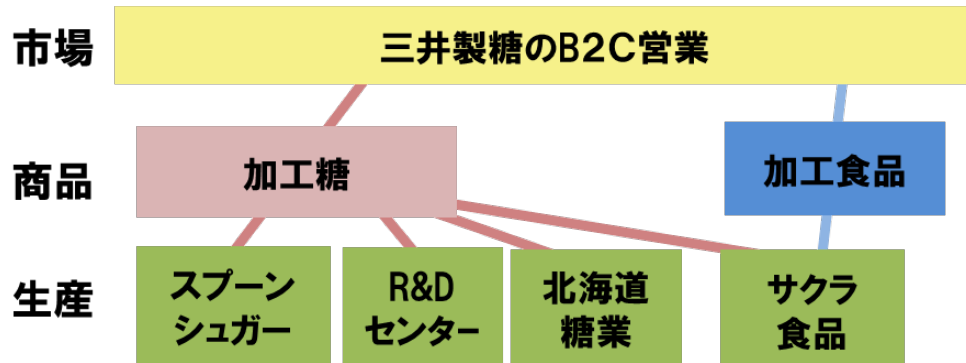 市場
三井製糖のB2C営業
商品
加工糖
加工食品
生産
スプーン
シュガー
R&D
センター
北海道
糖業
サクラ
食品